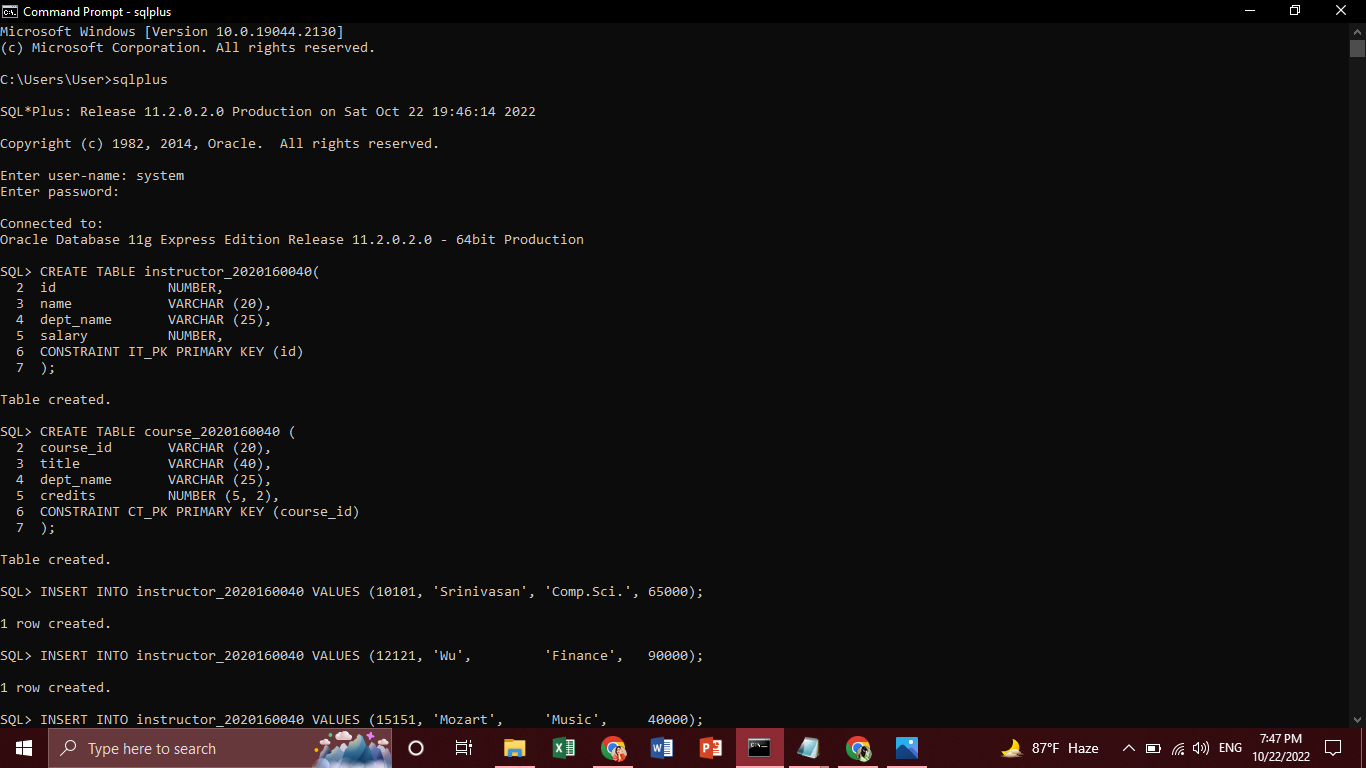 Command Prompt - sqlplus
Microsoft Windows [Version 10.0.19044.2130]
(c) Microsoft Corporation. All rights reserved.
C:\Users\User>sqlplus
SQL*Plus: Release 11.2.0.2.0 Production on Sat Oct 22 19:46:14 2022
Copyright (c) 1982, 2014, Oracle.  All rights reserved.
Enter user-name: system
Enter password:
Connected to:
Oracle Database 11g Express Edition Release 11.2.0.2.0 - 64bit Production
SQL> CREATE TABLE instructor_2020160040(
  2  id              NUMBER,
  3  name            VARCHAR (20),
  4  dept_name       VARCHAR (25),
  5  salary          NUMBER,
  6  CONSTRAINT IT_PK PRIMARY KEY (id)
  7  );
Table created.
SQL> CREATE TABLE course_2020160040 (
  2  course_id       VARCHAR (20),
  3  title           VARCHAR (40),
  4  dept_name       VARCHAR (25),
  5  credits         NUMBER (5, 2),
  6  CONSTRAINT CT_PK PRIMARY KEY (course_id)
  7  );
Table created.
SQL> INSERT INTO instructor_2020160040 VALUES (10101, 'Srinivasan', 'Comp.Sci.', 65000);
1 row created.
SQL> INSERT INTO instructor_2020160040 VALUES (12121, 'Wu',         'Finance',   90000);
1 row created.
SQL> INSERT INTO instructor_2020160040 VALUES (15151, 'Mozart',     'Music',     40000);
Type here to search
87°F Haze
ENG
7:47 PM
10/22/2022